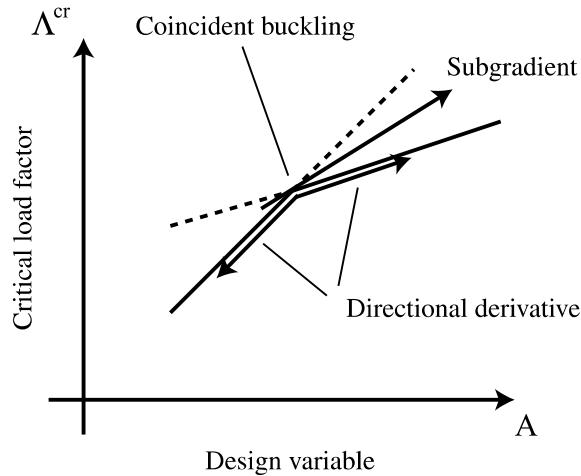 Λ^cr
Coincident buckling
Subgradient
Critical load factor
Directional derivative
A
Design variable